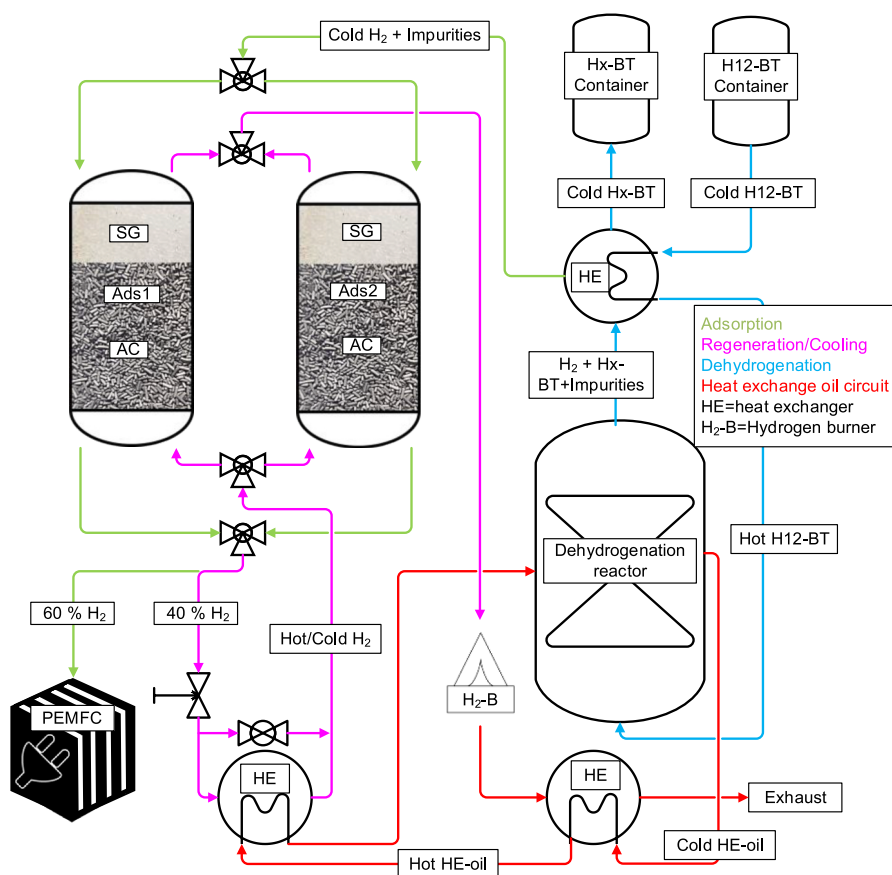 Cold H₂ + Impurities
Hx-BT
Container
H12-BT
Container
Cold Hx-BT
Cold H12-BT
SG
SG
HE
Ads1
Ads2
AC
AC
Adsorption
Regeneration/Cooling
Dehydrogenation
Heat exchange oil circuit
HE=heat exchanger
H₂-B=Hydrogen burner
H₂ + Hx-
BT+Impurities
Hot H12-BT
Dehydrogenation
reactor
60 % H₂
40 % H₂
Hot/Cold H₂
H₂-B
PEMFC
HE
HE
Exhaust
Cold HE-oil
Hot HE-oil